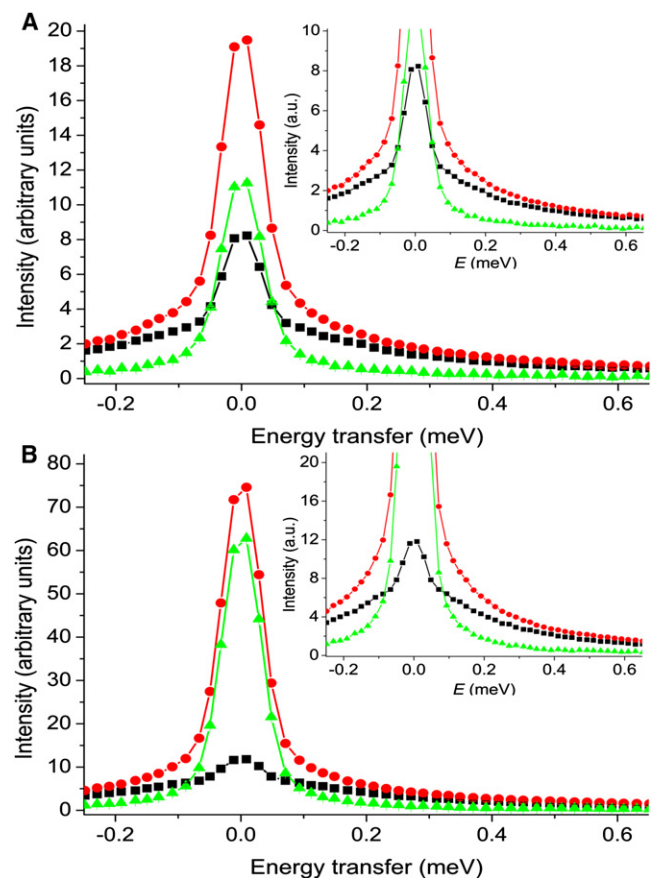 A
Intensity (arbitrary units)
20
18
16
14
12
10
8
6
4
2
0
-0.2 0.0 0.2 0.4 0.6
Energy transfer (meV)
Intensity (a.u.)
10
8
6
4
2
0
-0.2 0.0 0.2 0.4 0.6
E (meV)
B
Intensity (arbitrary units)
80
70
60
50
40
30
20
10
0
-0.2 0.0 0.2 0.4 0.6
Energy transfer (meV)
Intensity (a.u.)
20
16
12
8
4
0
-0.2 0.0 0.2 0.4 0.6
E (meV)